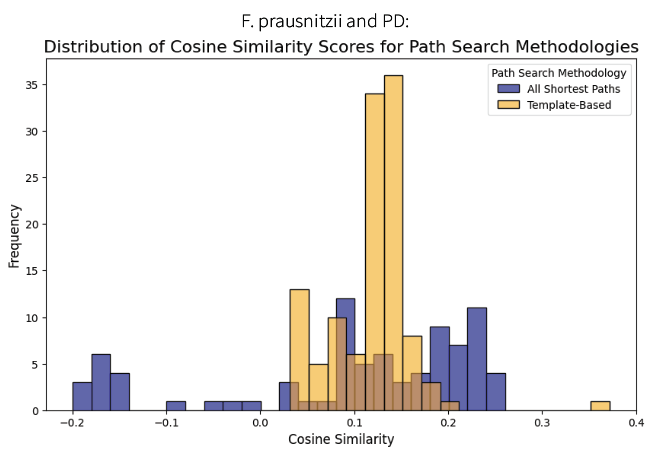 F. prausnitzii and PD:
Distribution of Cosine Similarity Scores for Path Search Methodologies
Path Search Methodology
All Shortest Paths
Template-Based
35
30
25
20
15
10
5
0
Frequency
−0.2 −0.1 0.0 0.1 0.2 0.3 0.4
Cosine Similarity